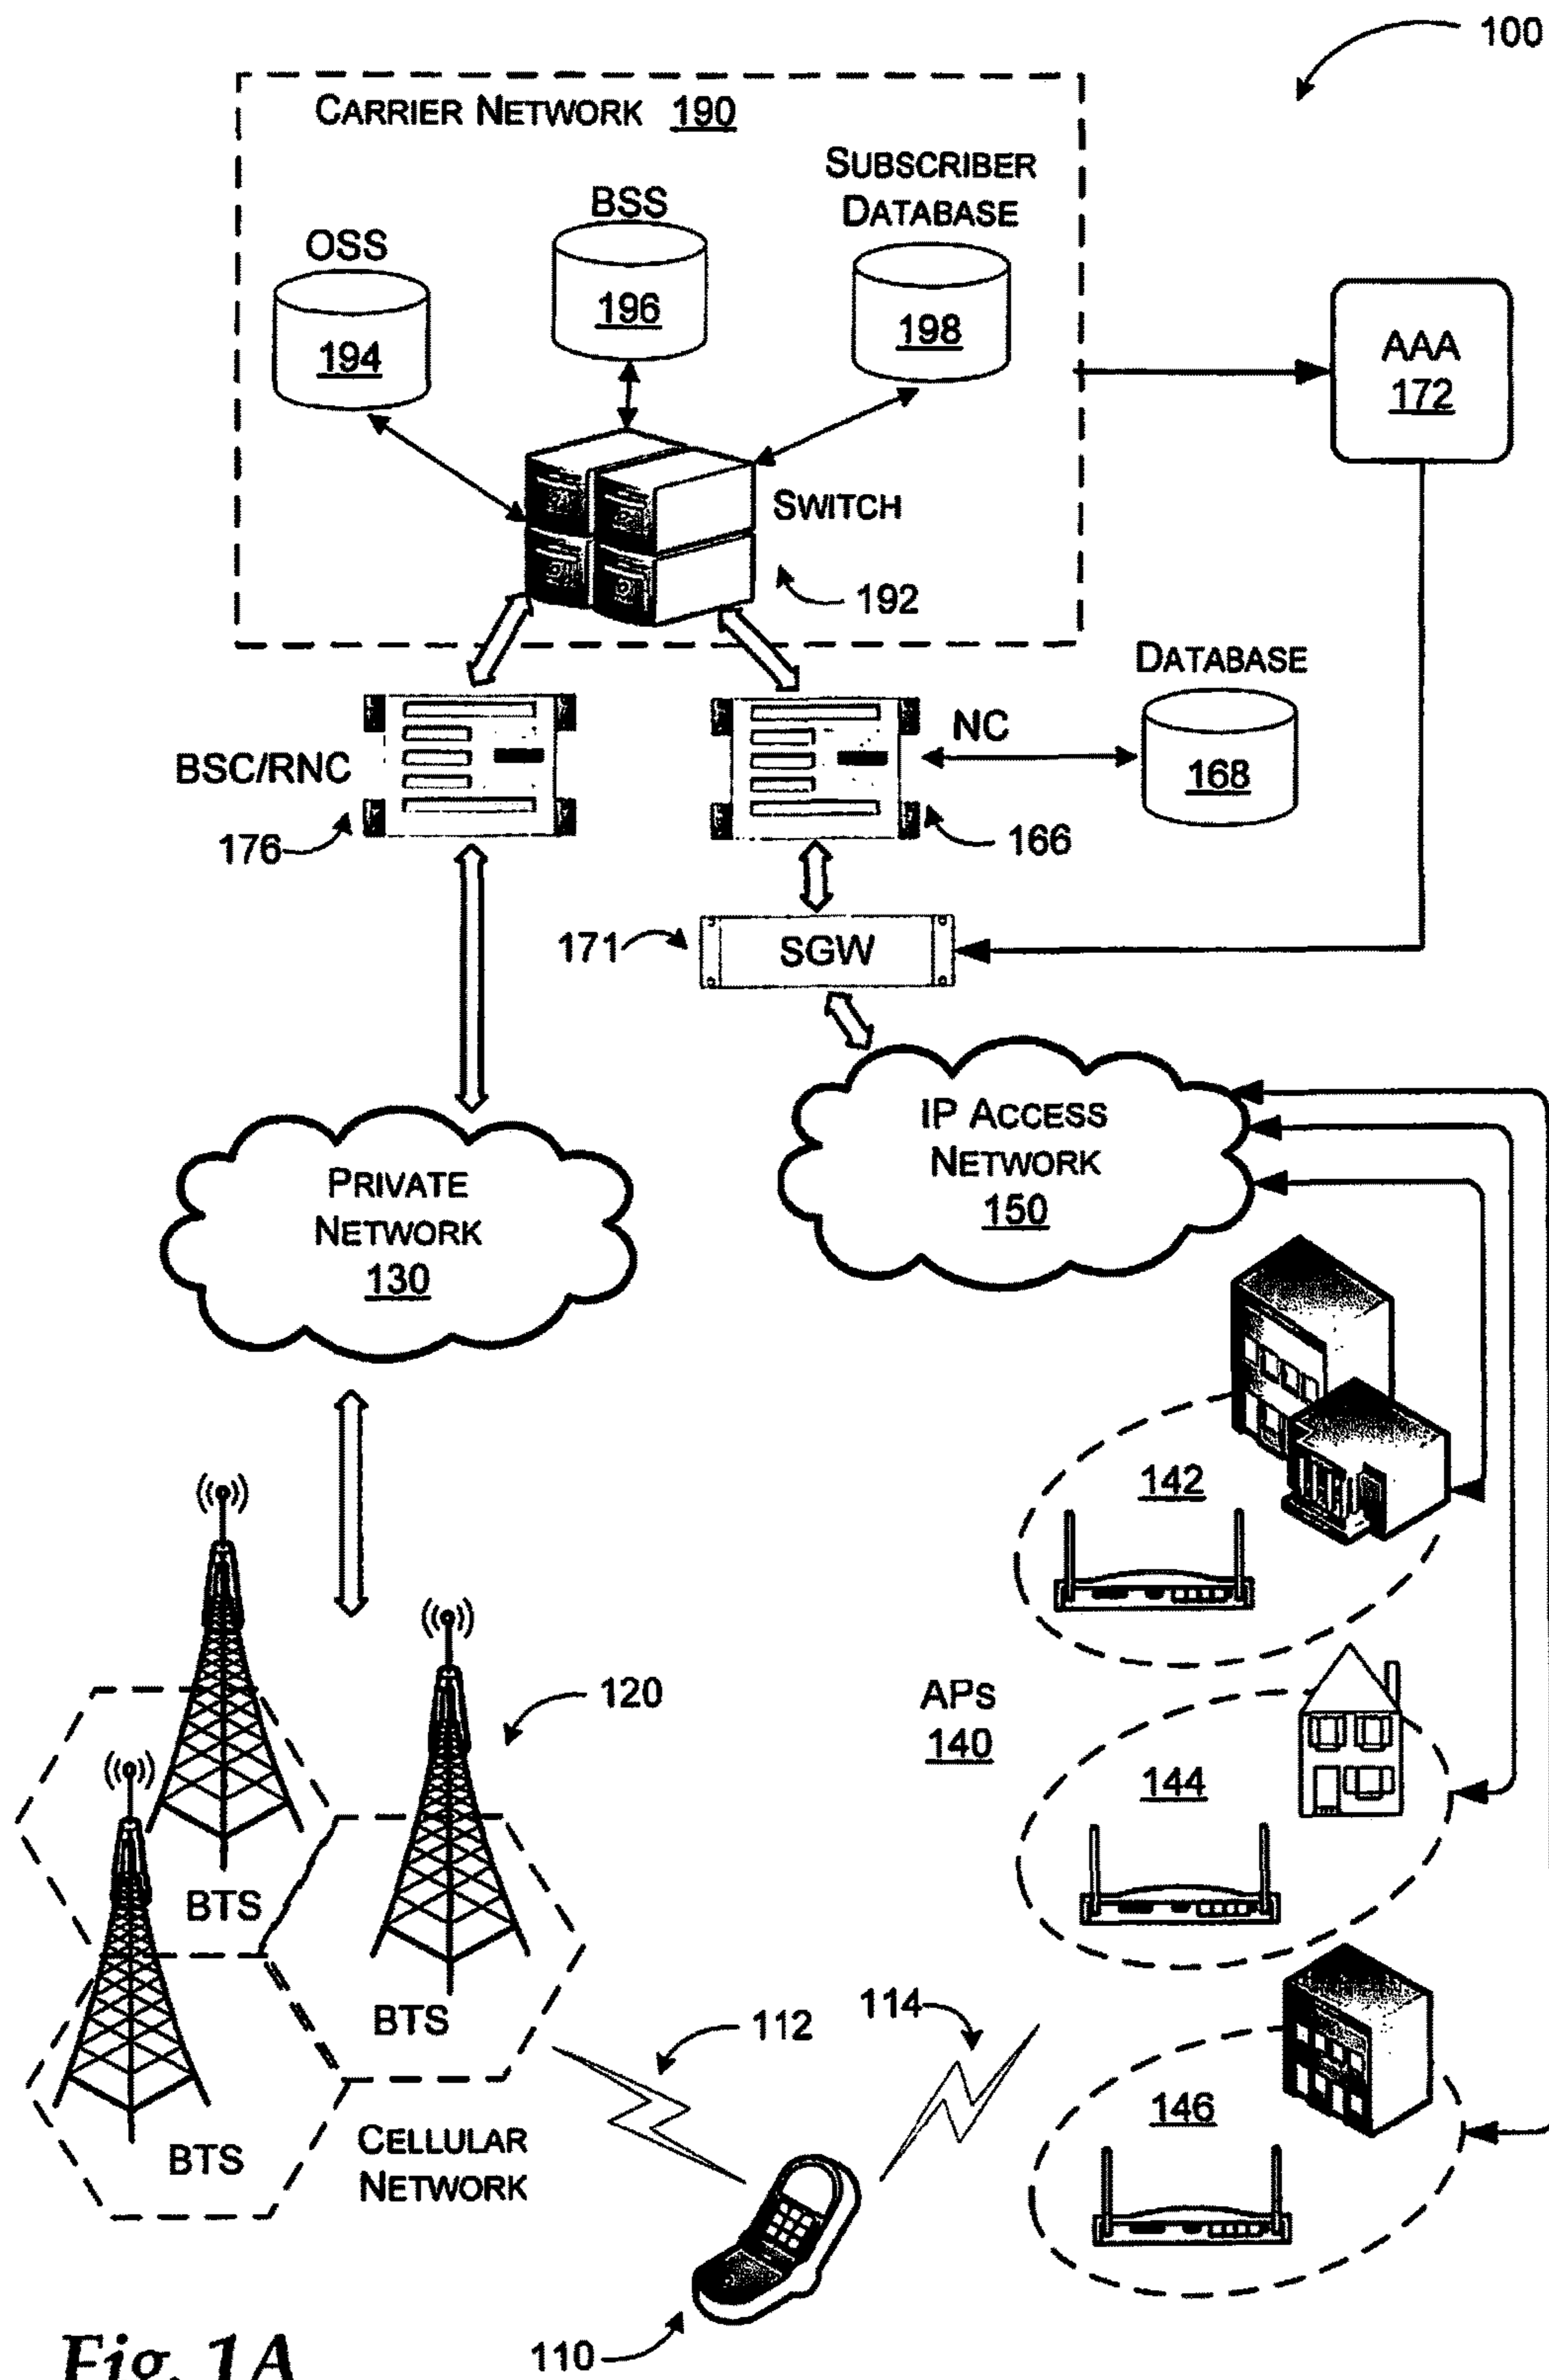 100
CARRIER NETWORK 190
SUBSCRIBER
DATABASE
BSS
OSS
196
198
194
AAA
172
SWITCH
192
DATABASE
NC
BSC/RNC
168
176
166
171
SGW
IP ACCESS
NETWORK
150
PRIVATE
NETWORK
130
142
120
APs
140
144
BTS
BTS
114
112
146
BTS
CELLULAR
NETWORK
110
Fig. 1A